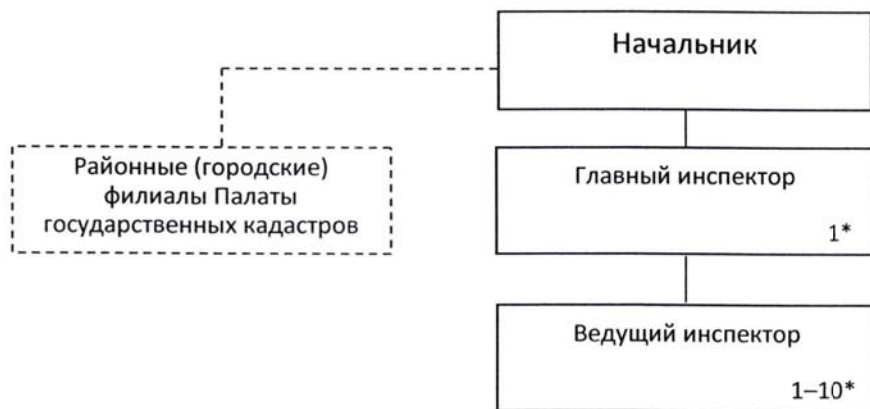 Начальник
Районные (городские)
филиалы Палаты
государственных кадастров
Главный инспектор
1*
Ведущий инспектор
1–10*